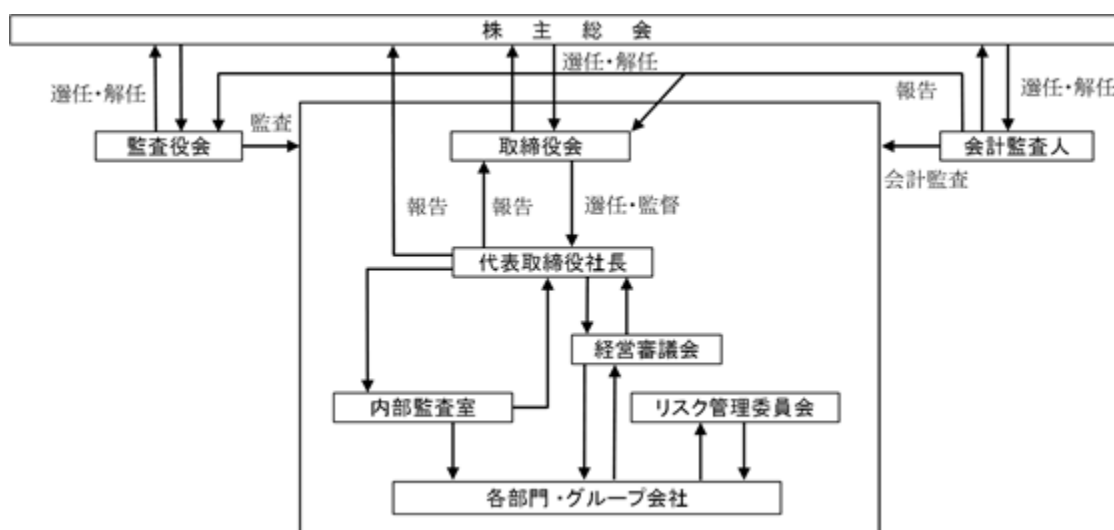 株主総会
選任・解任
選任・解任
報告
選任・解任
監査
監査役会
取締役会
会計監査人
会計監査
報告
報告
選任・監督
代表取締役社長
経営審議会
内部監査室
リスク管理委員会
各部門・グループ会社